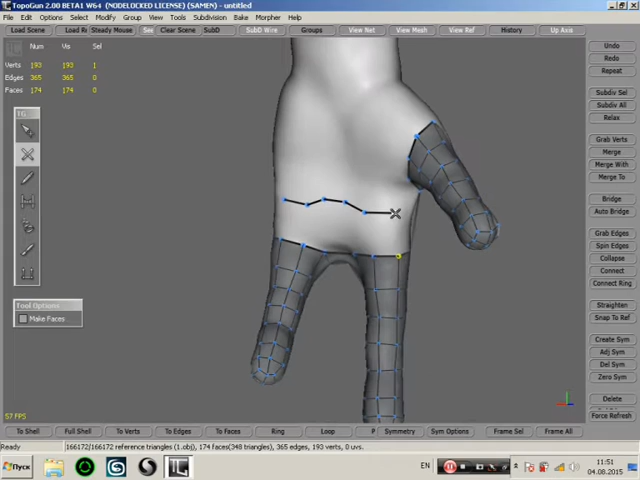 TopoGun 2.00 BETA1 W64 (NODELOCKED LICENSE) (SAMEN) - untitled
File Edit Options Groups View Tools Subdivision Bake Morpher Help
Load Scene Load Re Steady Mouse Sec Clear Scene SubD SubD Wire Groups View Net View Mesh View Ref History Up Axis
Num Vis Sel
Verts 193 193 1
Edges 365 365 0
Faces 174 174 0
TG
Tool Options
Make Faces
Undo
Redo
Repeat
Subdiv Sel
Subdiv All
Relax
Grab Verts
Merge
Merge With
Merge To
Bridge
Auto Bridge
Grab Edges
Spin Edges
Collapse
Connect
Connect Ring
Straighten
Snap To Ref
Create Sym
Adj Sym
Del Sym
Zero Sym
Delete
Force Refresh
57 FPS
To Shell Full Shell To Verts To Edges To Faces Ring Loop P Symmetry Sym Options Frame Sel Frame All
Ready 166172/166172 reference triangles (1.obj), 174 faces(348 triangles), 365 edges, 193 verts, 0 uvs.
Пуск EN 11:51
04.08.2015